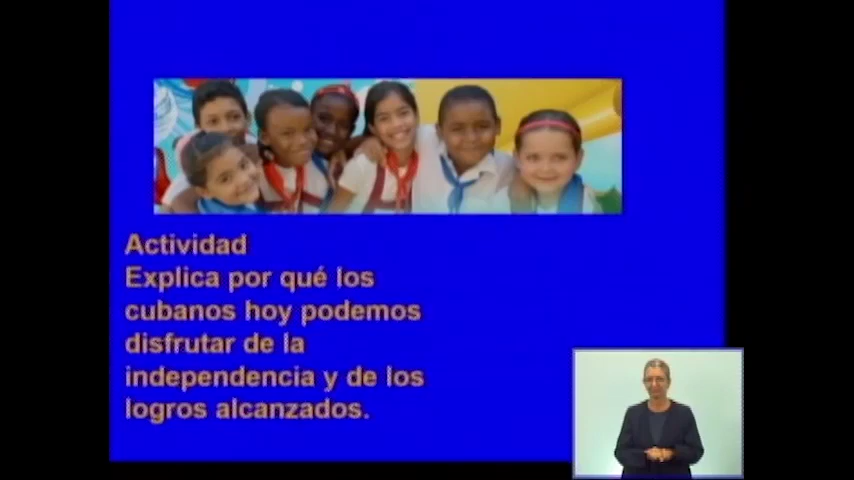 Actividad
Explica por qué los
cubanos hoy podemos
disfrutar de la
independencia y de los
logros alcanzados.